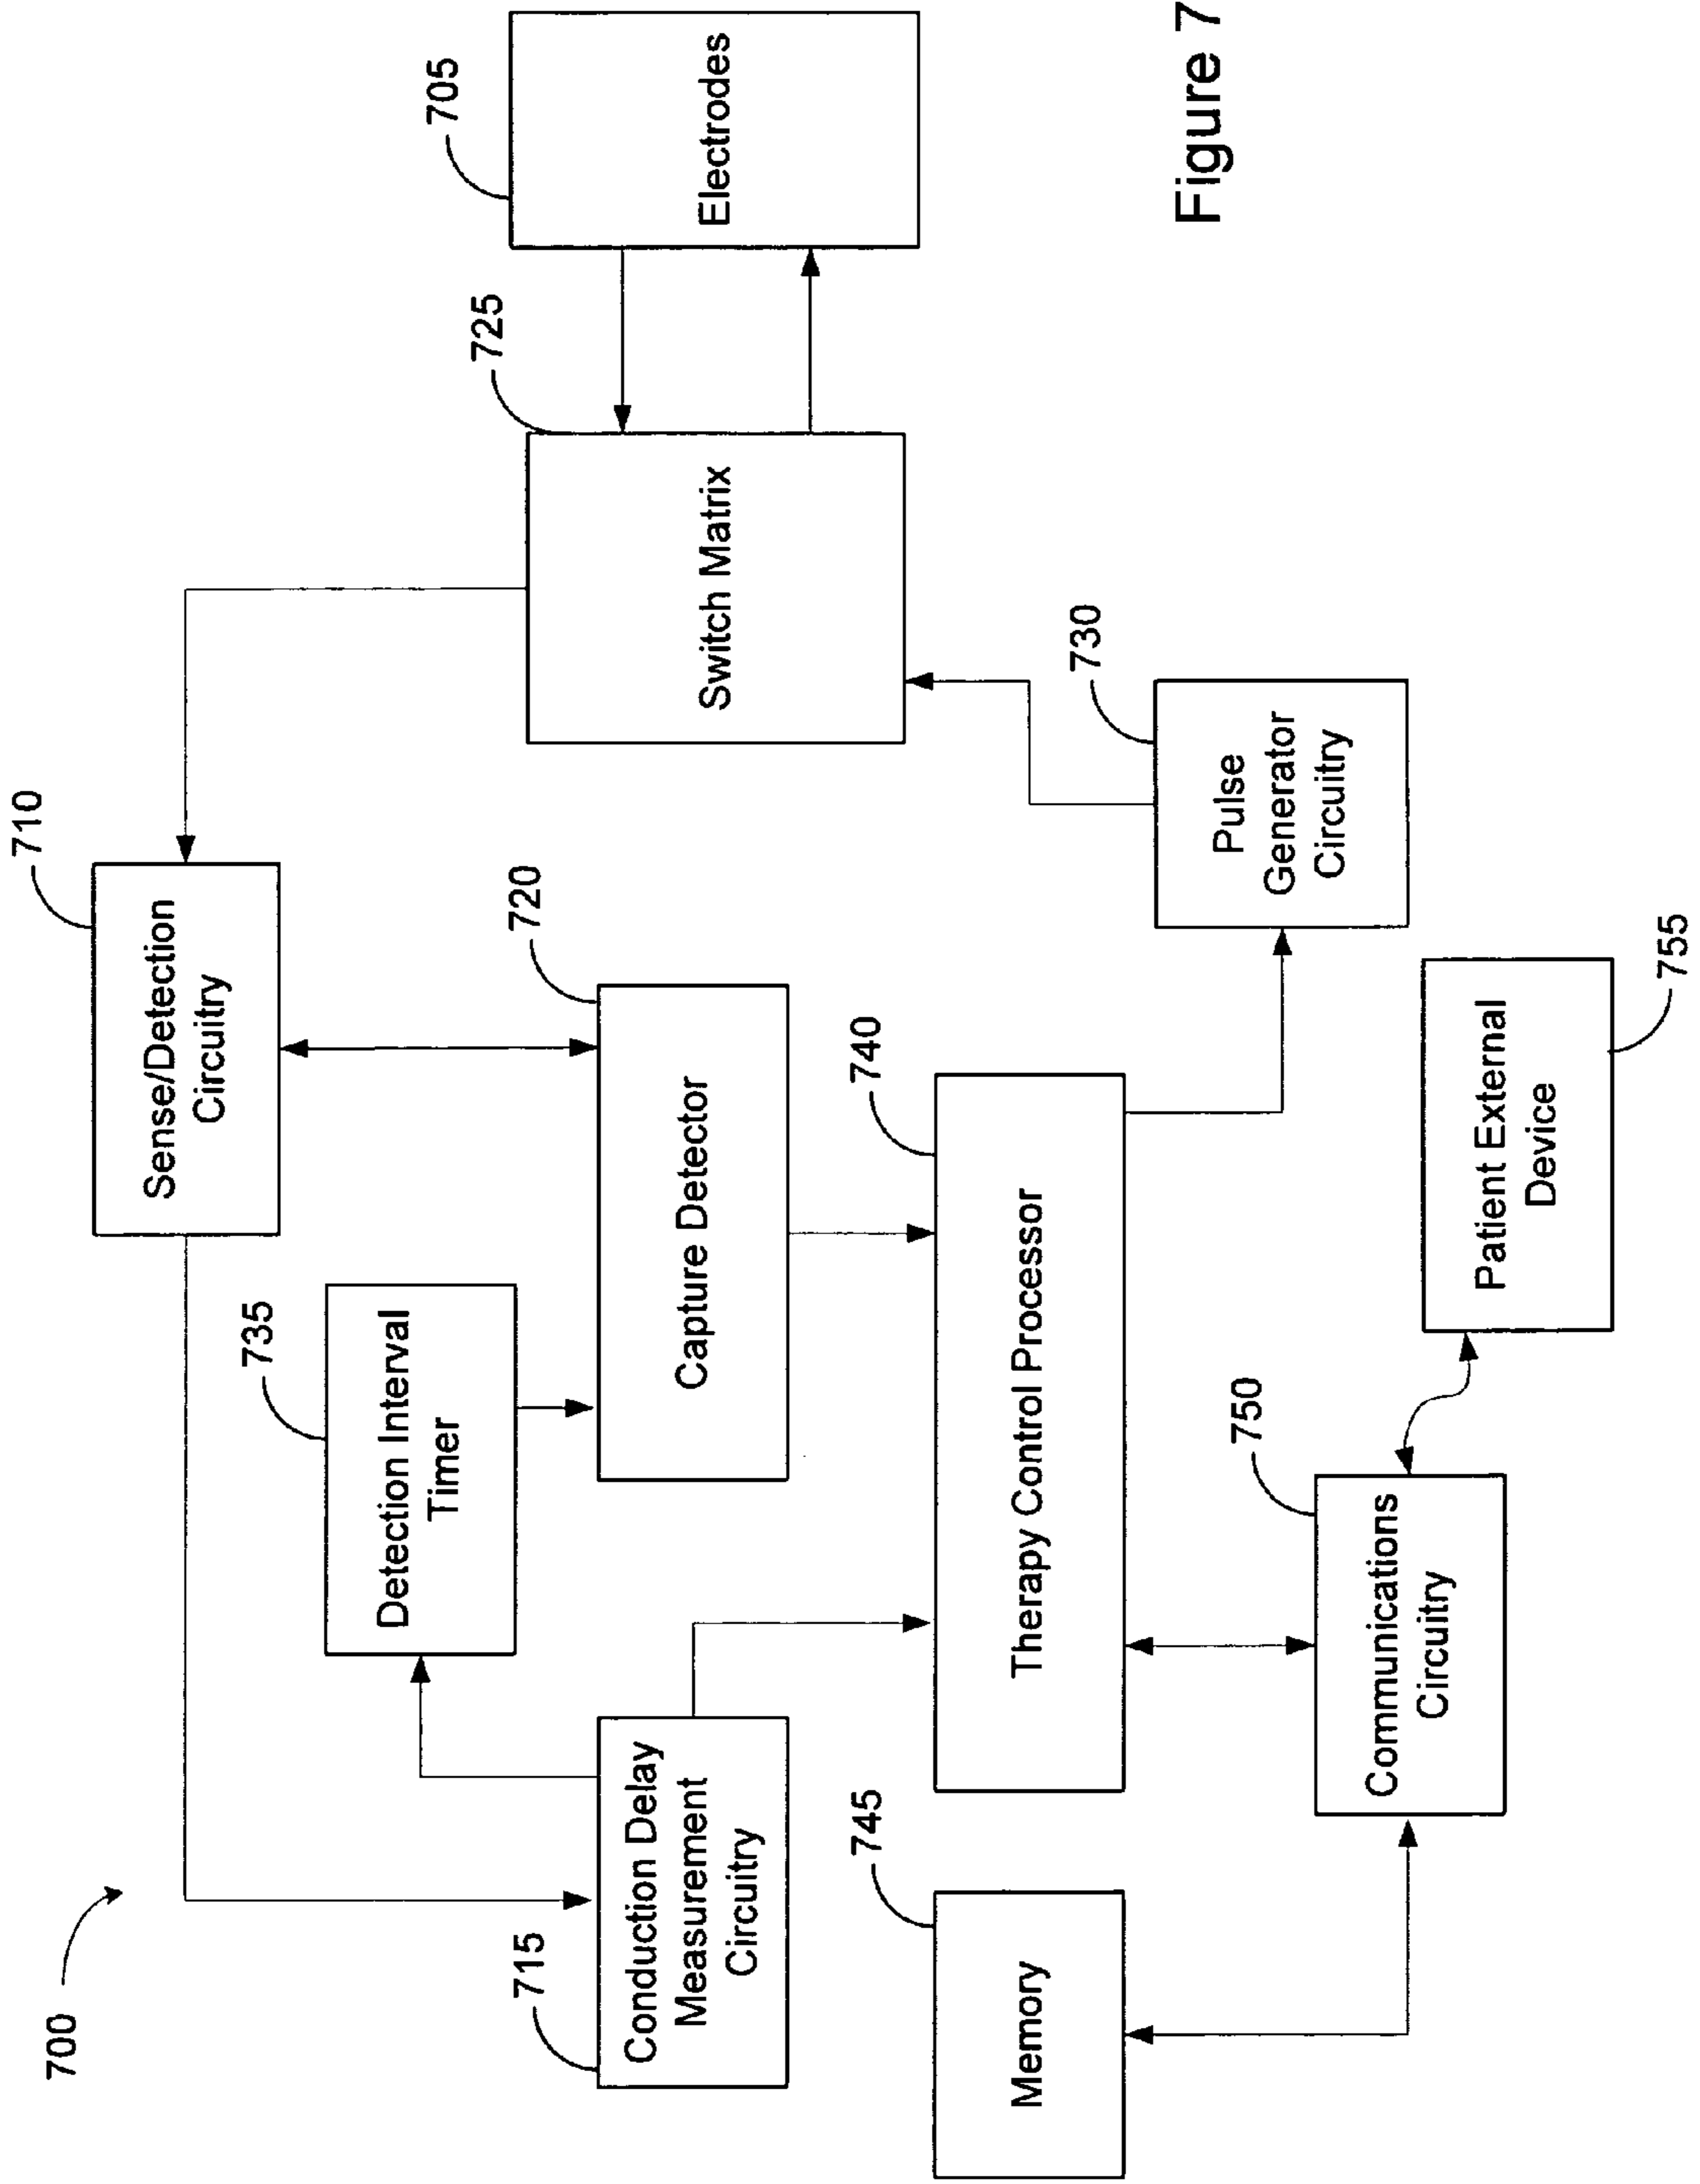 700
710
Sense/Detection
Circuitry
735
Detection Interval
Timer
715
Conduction Delay
Measurement
Circuitry
720
Capture Detector
725
Switch Matrix
705
Electrodes
745
Memory
740
Therapy Control Processor
730
Pulse
Generator
Circuitry
750
Communications
Circuitry
Patient External
Device
755
Figure 7